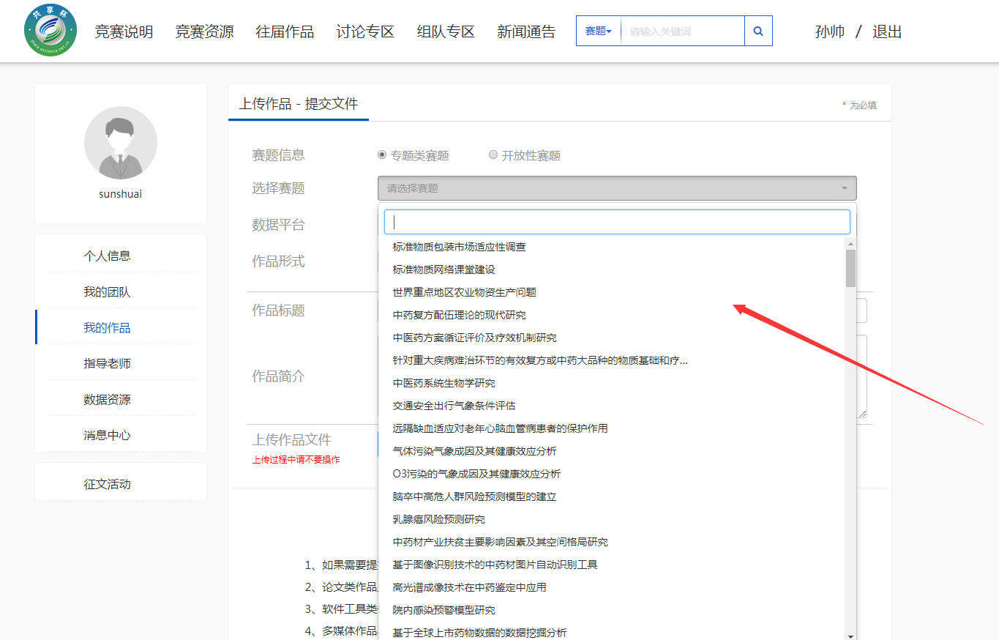 共享杯
share.escience.net.cn
竞赛说明 竞赛资源 往届作品 讨论专区 组队专区 新闻通告 赛题 请输入关键词 孙帅 / 退出
sunshuai
个人信息
我的团队
我的作品
指导老师
数据资源
消息中心
征文活动
上传作品 - 提交文件 * 为必填
赛题信息 专题类赛题 开放性赛题
选择赛题 请选择赛题
数据平台
作品形式
作品标题
作品简介
上传作品文件
上传过程中请不要操作
标准物质包装市场适应性调查
标准物质网络课堂建设
世界重点地区农业物资生产问题
中药复方配伍理论的现代研究
中医药方案循证评价及疗效机制研究
针对重大疾病难治环节的有效复方或中药大品种的物质基础和疗...
中医药系统生物学研究
交通安全出行气象条件评估
远隔缺血适应对老年心脑血管病患者的保护作用
气体污染气象成因及其健康效应分析
O3污染的气象成因及其健康效应分析
脑卒中高危人群风险预测模型的建立
乳腺癌风险预测研究
中药材产业扶贫主要影响因素及其空间格局研究
基于图像识别技术的中药材图片自动识别工具
高光谱成像技术在中药鉴定中应用
院内感染预警模型研究
基于全球上市药物数据的数据挖掘分析
1、如果需要提
2、论文类作品
3、软件工具类
4、多媒体作品